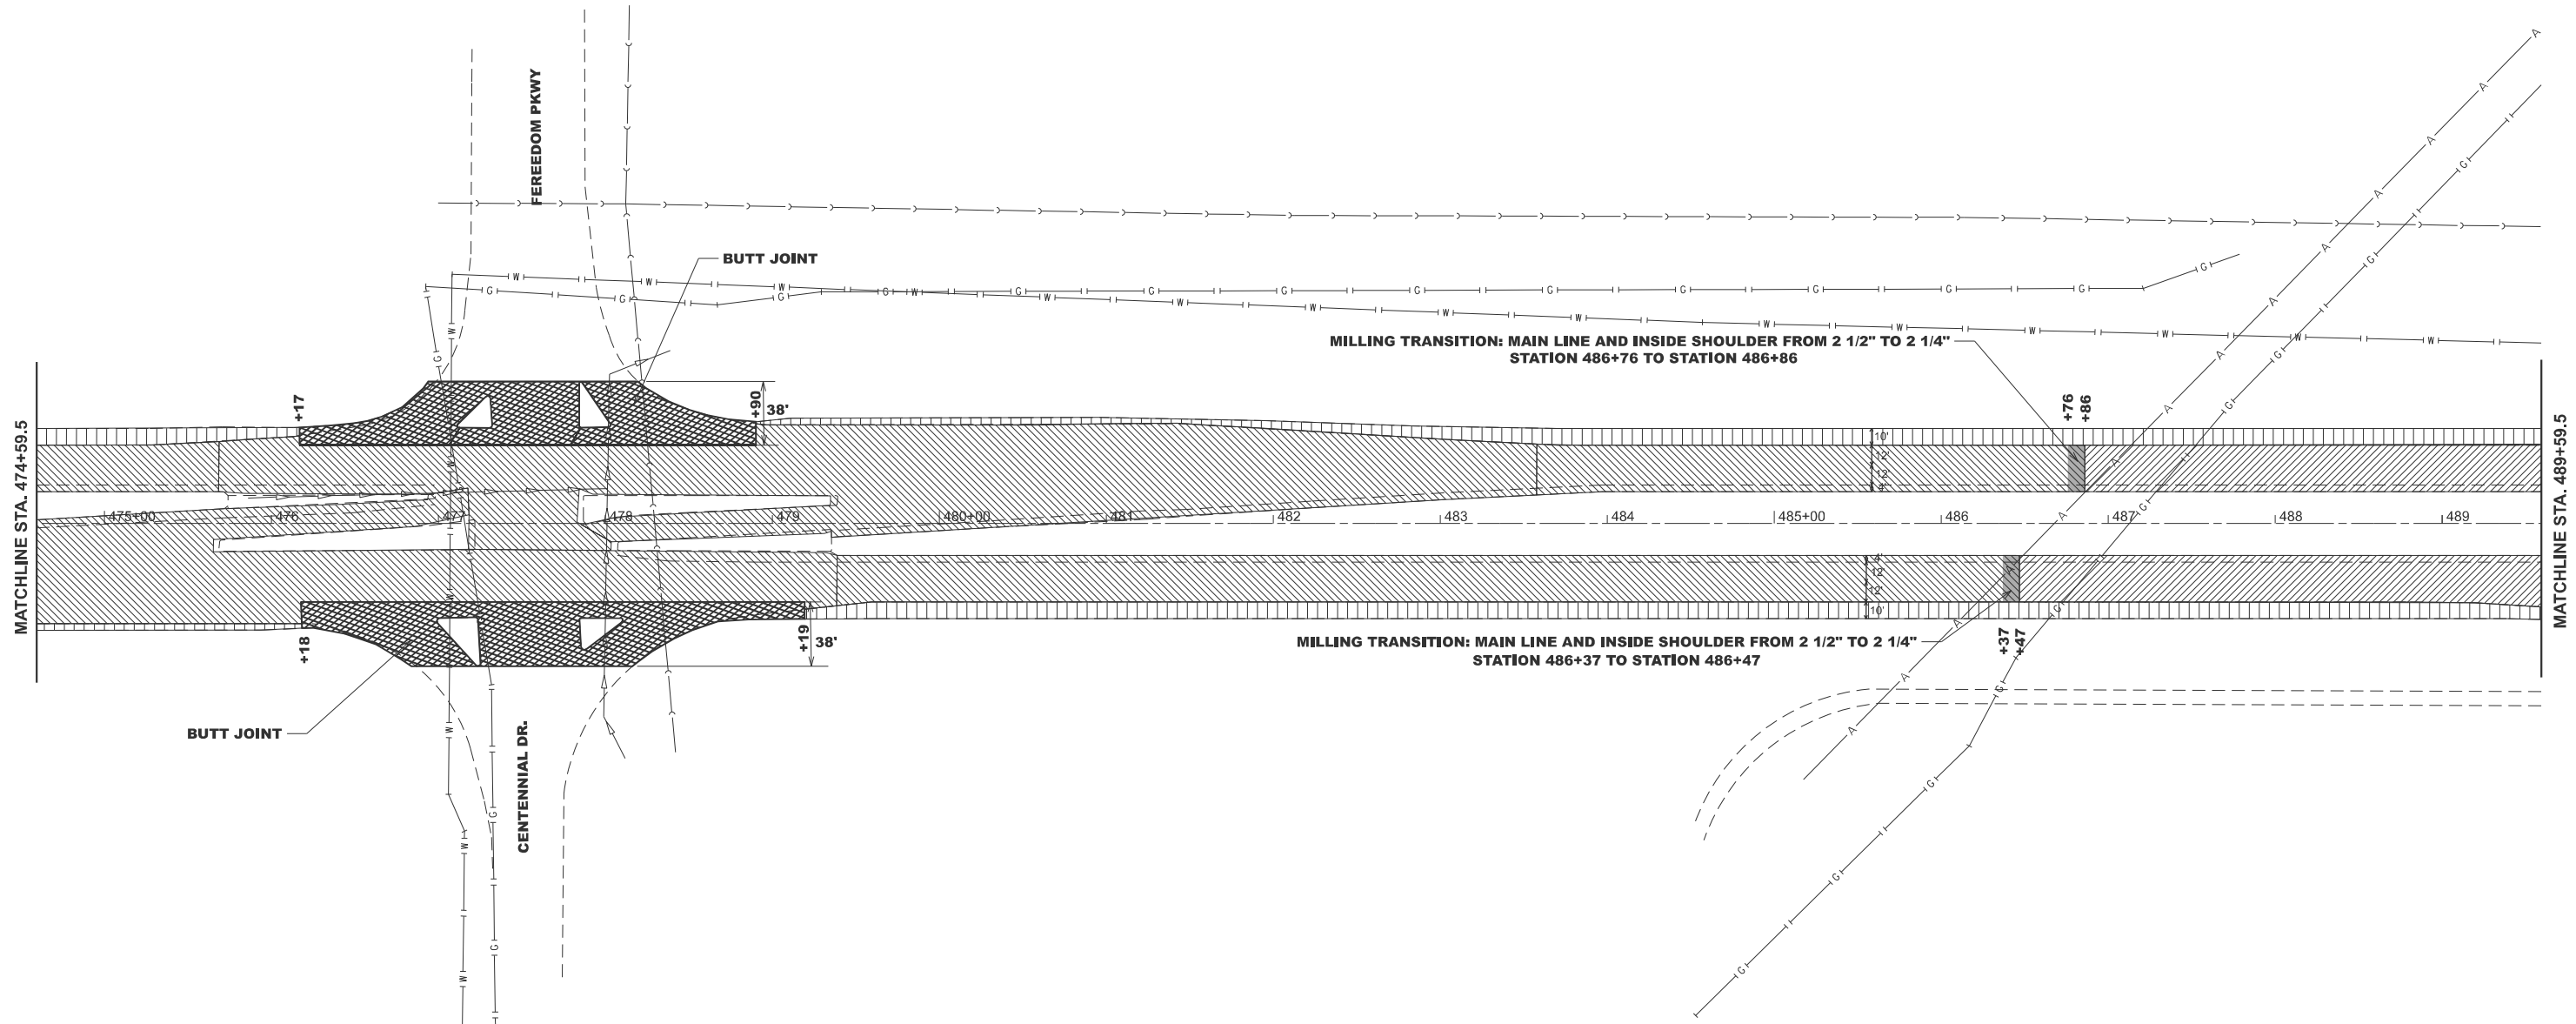 FEREEDOM PKWY
BUTT JOINT
MILLING TRANSITION: MAIN LINE AND INSIDE SHOULDER FROM 2 1/2" TO 2 1/4"
STATION 486+76 TO STATION 486+86
+17
+90
38'
+76
+86
MATCHLINE STA. 474+59.5
MATCHLINE STA. 489+59.5
10'
12'
12'
4'
475+00
476
477
478
479
480+00
481
482
483
484
485+00
486
487
488
489
4'
12'
12'
10'
+18
+19
38'
+37
+47
MILLING TRANSITION: MAIN LINE AND INSIDE SHOULDER FROM 2 1/2" TO 2 1/4"
STATION 486+37 TO STATION 486+47
BUTT JOINT
CENTENNIAL DR.
W W W W W W W W W W W
G G G G G G G G G G G
A A A A A A A A A A A